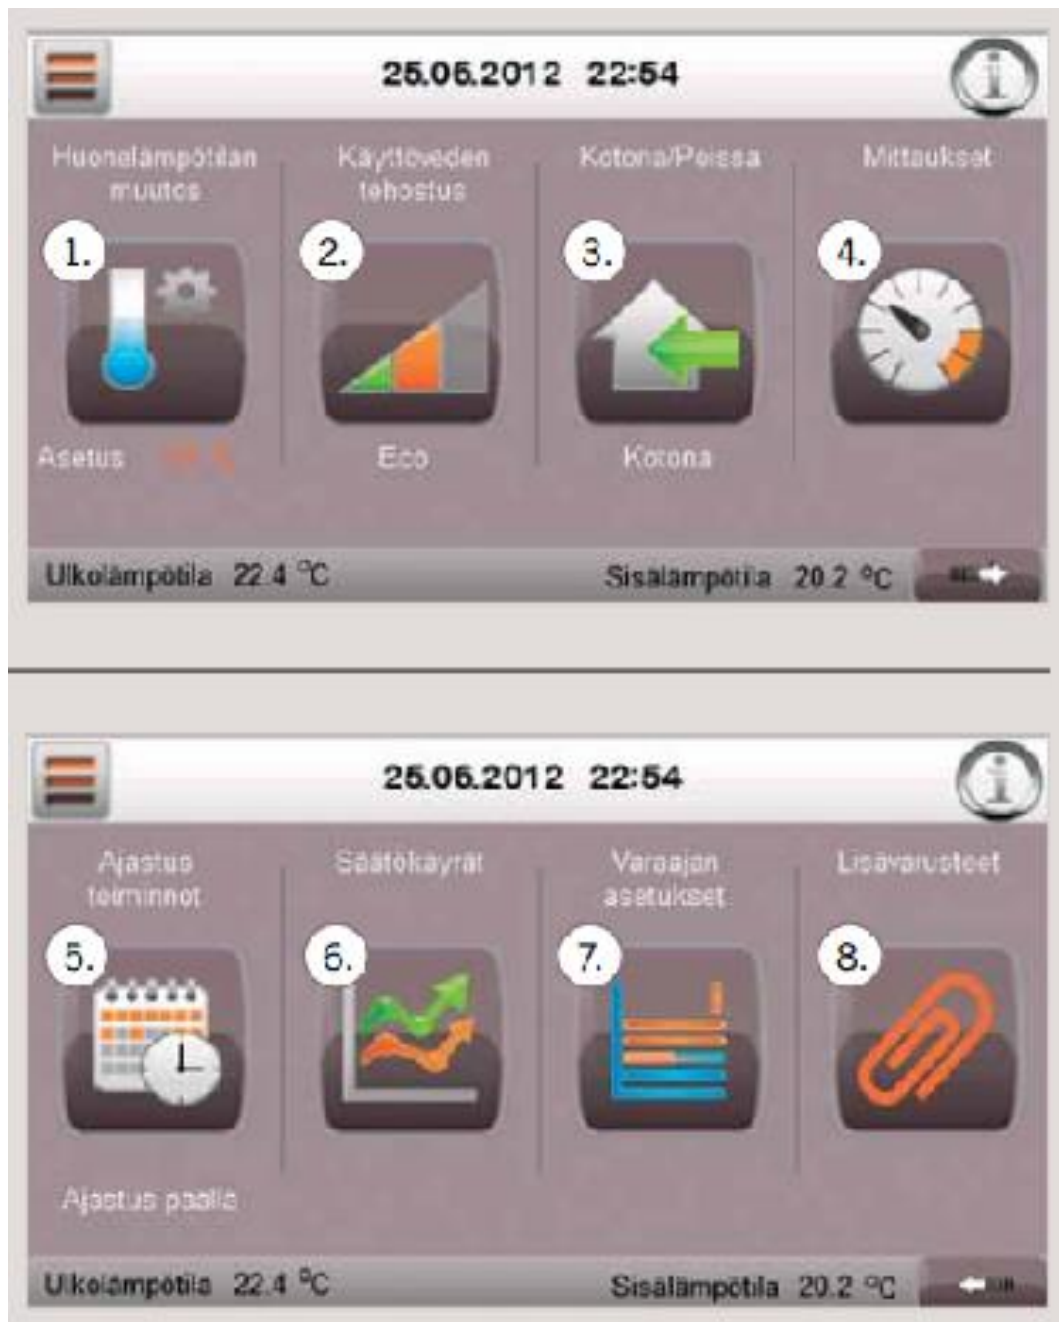 25.05.2012 22:54
Huonelämpötilan
muutos
Käyttöveden
tehostus
Kotona/Poissa
Mittaukset
1.
2.
3.
4.
Asetus
Eco
Kotona
Ulkolämpötila 22.4 °C
Sisälämpötila 20.2 °C
25.05.2012 22:54
Ajastus
toiminnot
Säätökäyrät
Varaajan
asetukset
Lisävarusteet
5.
6.
7.
8.
Ajastus päällä
Ulkolämpötila 22.4 °C
Sisälämpötila 20.2 °C